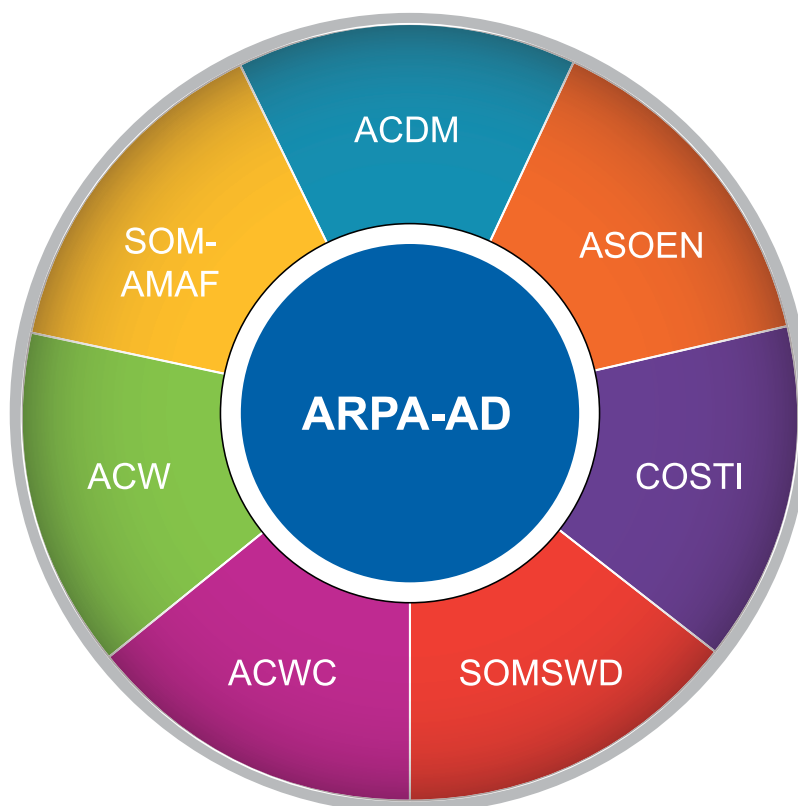 ACDM
ASOEN
COSTI
SOMSWD
ACWC
ACW
SOM-
AMAF
ARPA-AD